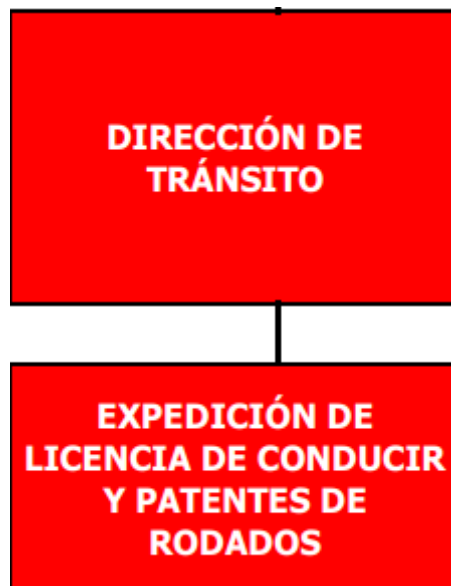 DIRECCIÓN DE
TRÁNSITO
EXPEDICIÓN DE
LICENCIA DE CONDUCIR
Y PATENTES DE
RODADOS